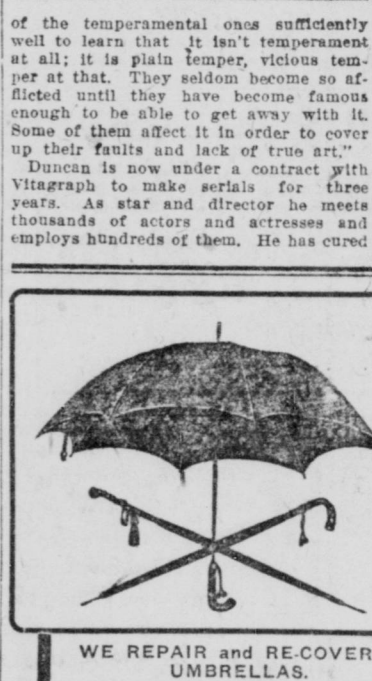 of the temperamental ones sufficiently
well to learn that it isn't temperament
at all; it is plain temper, vicious tem-
per at that. They seldom become so af-
flicted until they have become famous
enough to be able to get away with it.
Some of them affect it in order to cover
up their faults and lack of true art."
Duncan is now under a contract with
Vitagraph to make serials for three
years. As star and director he meets
thousands of actors and actresses and
employs hundreds of them. He has cured
WE REPAIR and RE-COVER
UMBRELLAS.